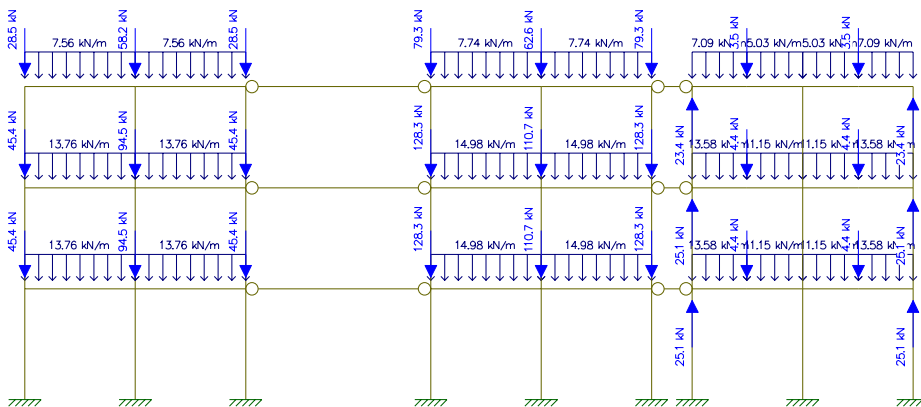 28.5 kN 7.56 kN/m 58.2 kN 7.56 kN/m 28.5 kN 79.3 kN 7.74 kN/m 62.6 kN 7.74 kN/m 79.3 kN 7.09 kN/m 3.5 kN 5.03 kN/m 5.03 kN/m 3.5 kN 7.09 kN/m
45.4 kN 13.76 kN/m 94.5 kN 13.76 kN/m 45.4 kN 128.3 kN 14.98 kN/m 110.7 kN 14.98 kN/m 128.3 kN 23.4 kN 13.58 kN/m 4.4 kN 11.15 kN/m 11.15 kN/m 4.4 kN 13.58 kN/m 23.4 kN
45.4 kN 13.76 kN/m 94.5 kN 13.76 kN/m 45.4 kN 128.3 kN 14.98 kN/m 110.7 kN 14.98 kN/m 128.3 kN 25.1 kN 13.58 kN/m 4.4 kN 11.15 kN/m 11.15 kN/m 4.4 kN 13.58 kN/m 25.1 kN
25.1 kN 25.1 kN